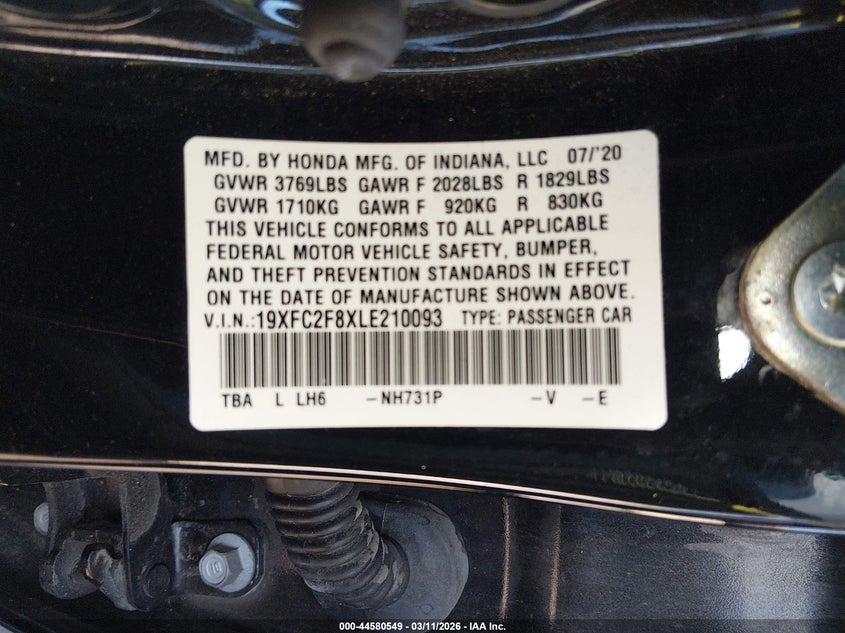 MFD. BY HONDA MFG. OF INDIANA, LLC 07/'20
GVWR 3769LBS GAWR F 2028LBS R 1829LBS
GVWR 1710KG GAWR F 920KG R 830KG
THIS VEHICLE CONFORMS TO ALL APPLICABLE
FEDERAL MOTOR VEHICLE SAFETY, BUMPER,
AND THEFT PREVENTION STANDARDS IN EFFECT
ON THE DATE OF MANUFACTURE SHOWN ABOVE.
V.I.N.:19XFC2F8XLE210093 TYPE: PASSENGER CAR
TBA L LH6 -NH731P -V -E
000-44580549 - 03/11/2026 - IAA Inc.